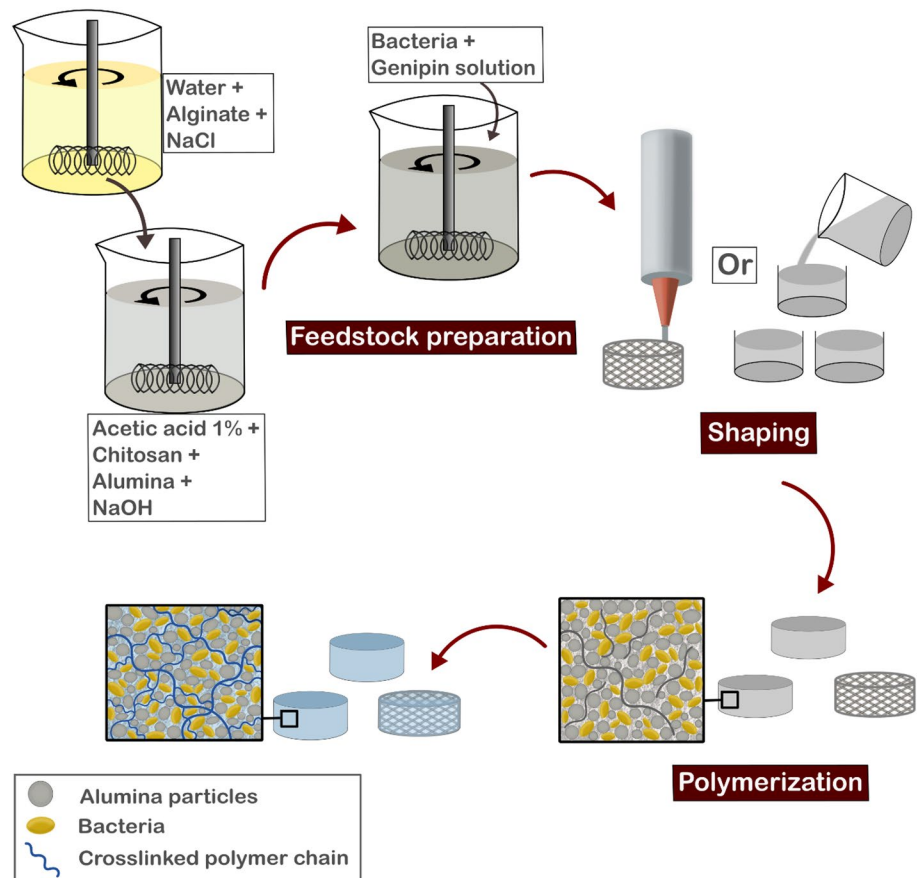 Water +
Alginate +
NaCl
Bacteria +
Genipin solution
Or
Feedstock preparation
Acetic acid 1% +
Chitosan +
Alumina +
NaOH
Shaping
Polymerization
Alumina particles
Bacteria
Crosslinked polymer chain